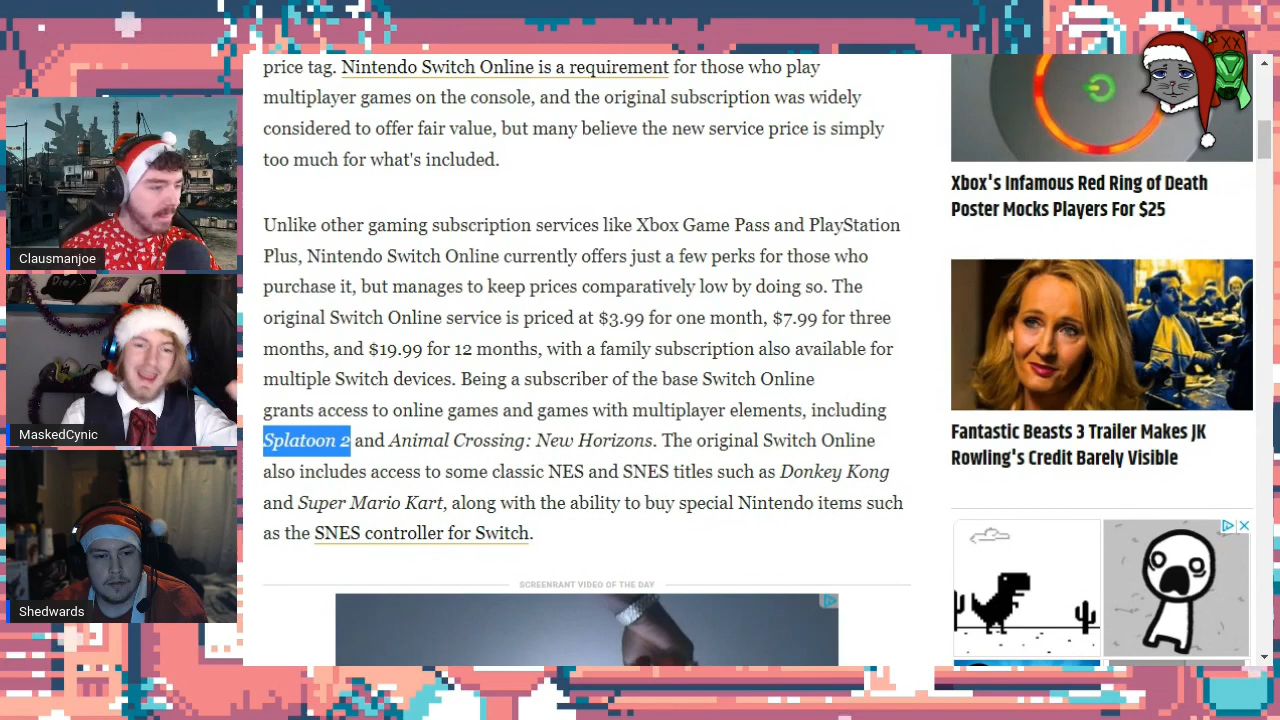 price tag. Nintendo Switch Online is a requirement for those who play
multiplayer games on the console, and the original subscription was widely
considered to offer fair value, but many believe the new service price is simply
too much for what's included.
Unlike other gaming subscription services like Xbox Game Pass and PlayStation
Plus, Nintendo Switch Online currently offers just a few perks for those who
purchase it, but manages to keep prices comparatively low by doing so. The
original Switch Online service is priced at $3.99 for one month, $7.99 for three
months, and $19.99 for 12 months, with a family subscription also available for
multiple Switch devices. Being a subscriber of the base Switch Online
grants access to online games and games with multiplayer elements, including
Splatoon 2 and Animal Crossing: New Horizons. The original Switch Online
also includes access to some classic NES and SNES titles such as Donkey Kong
and Super Mario Kart, along with the ability to buy special Nintendo items such
as the SNES controller for Switch.
SCREENRANT VIDEO OF THE DAY
Xbox's Infamous Red Ring of Death
Poster Mocks Players For $25
Fantastic Beasts 3 Trailer Makes JK
Rowling's Credit Barely Visible
Clausmanjoe
MaskedCynic
Shedwards